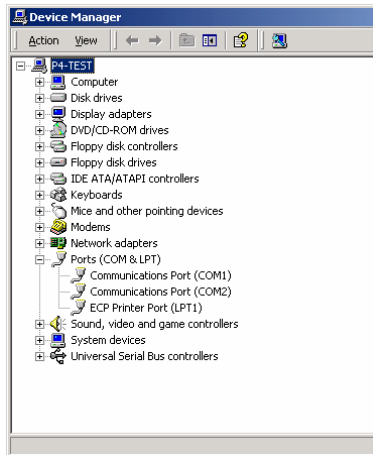 Device Manager
Action View
P4-TEST
Computer
Disk drives
Display adapters
DVD/CD-ROM drives
Floppy disk controllers
Floppy disk drives
IDE ATA/ATAPI controllers
Keyboards
Mice and other pointing devices
Modems
Network adapters
Ports (COM & LPT)
Communications Port (COM1)
Communications Port (COM2)
ECP Printer Port (LPT1)
Sound, video and game controllers
System devices
Universal Serial Bus controllers